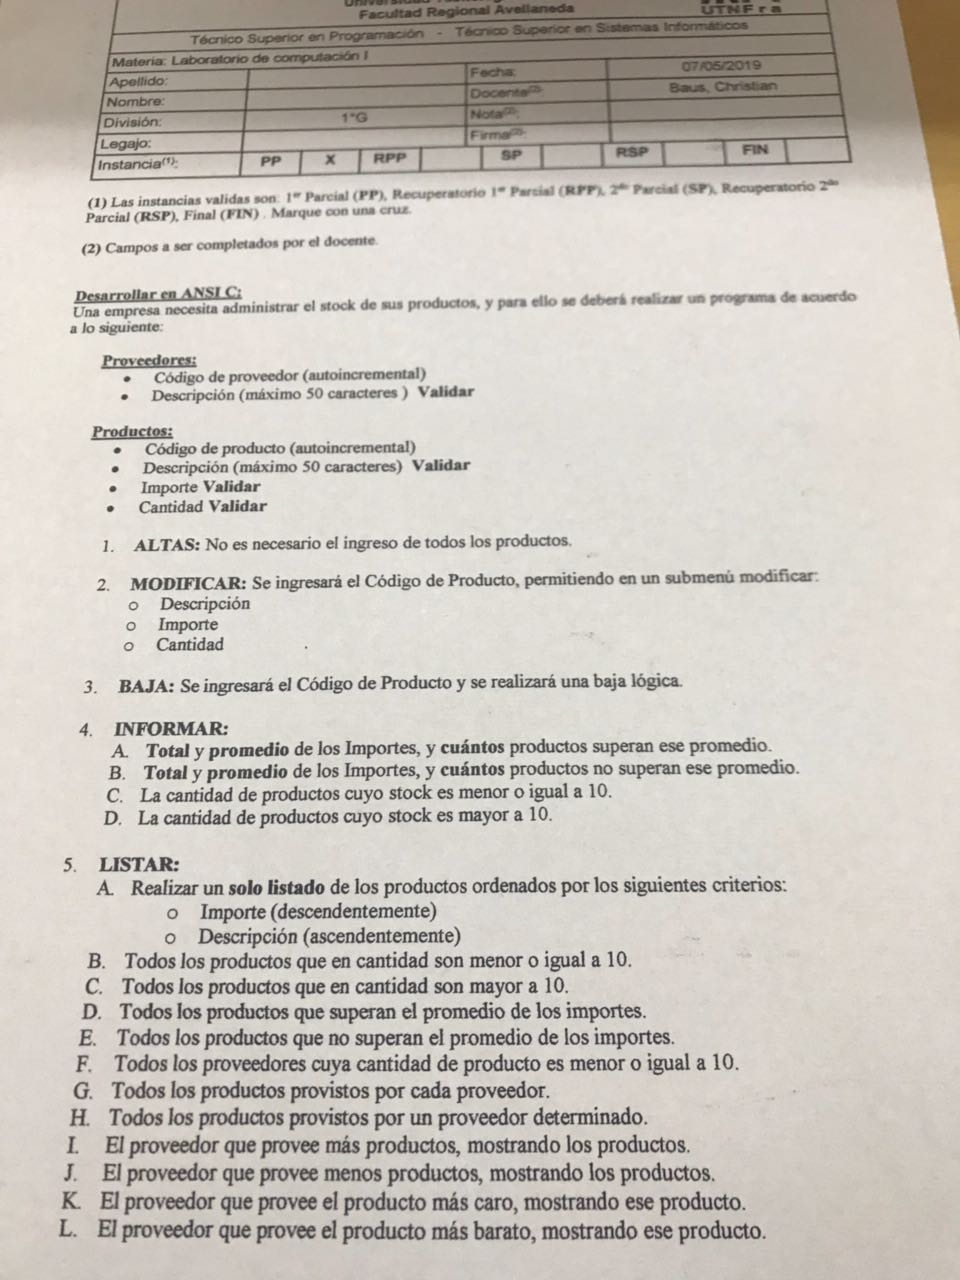 Facultad Regional Avellaneda
UTNFra
Técnico Superior en Programación - Técnico Superior en Sistemas Informáticos
Materia: Laboratorio de computación I
Apellido: Fecha: 07/05/2019
Nombre: Docente(2): Baus, Christian
División: 1°G Nota(2):
Legajo: Firma(2):
Instancia(1): PP X RPP SP RSP FIN
(1) Las instancias validas son: 1er Parcial (PP), Recuperatorio 1er Parcial (RPP), 2do Parcial (SP), Recuperatorio 2do
Parcial (RSP), Final (FIN) . Marque con una cruz.
(2) Campos a ser completados por el docente.
Desarrollar en ANSI C:
Una empresa necesita administrar el stock de sus productos, y para ello se deberá realizar un programa de acuerdo
a lo siguiente:
Proveedores:
• Código de proveedor (autoincremental)
• Descripción (máximo 50 caracteres ) Validar
Productos:
• Código de producto (autoincremental)
• Descripción (máximo 50 caracteres) Validar
• Importe Validar
• Cantidad Validar
1. ALTAS: No es necesario el ingreso de todos los productos.
2. MODIFICAR: Se ingresará el Código de Producto, permitiendo en un submenú modificar:
o Descripción
o Importe
o Cantidad
3. BAJA: Se ingresará el Código de Producto y se realizará una baja lógica.
4. INFORMAR:
A. Total y promedio de los Importes, y cuántos productos superan ese promedio.
B. Total y promedio de los Importes, y cuántos productos no superan ese promedio.
C. La cantidad de productos cuyo stock es menor o igual a 10.
D. La cantidad de productos cuyo stock es mayor a 10.
5. LISTAR:
A. Realizar un solo listado de los productos ordenados por los siguientes criterios:
o Importe (descendentemente)
o Descripción (ascendentemente)
B. Todos los productos que en cantidad son menor o igual a 10.
C. Todos los productos que en cantidad son mayor a 10.
D. Todos los productos que superan el promedio de los importes.
E. Todos los productos que no superan el promedio de los importes.
F. Todos los proveedores cuya cantidad de producto es menor o igual a 10.
G. Todos los productos provistos por cada proveedor.
H. Todos los productos provistos por un proveedor determinado.
I. El proveedor que provee más productos, mostrando los productos.
J. El proveedor que provee menos productos, mostrando los productos.
K. El proveedor que provee el producto más caro, mostrando ese producto.
L. El proveedor que provee el producto más barato, mostrando ese producto.